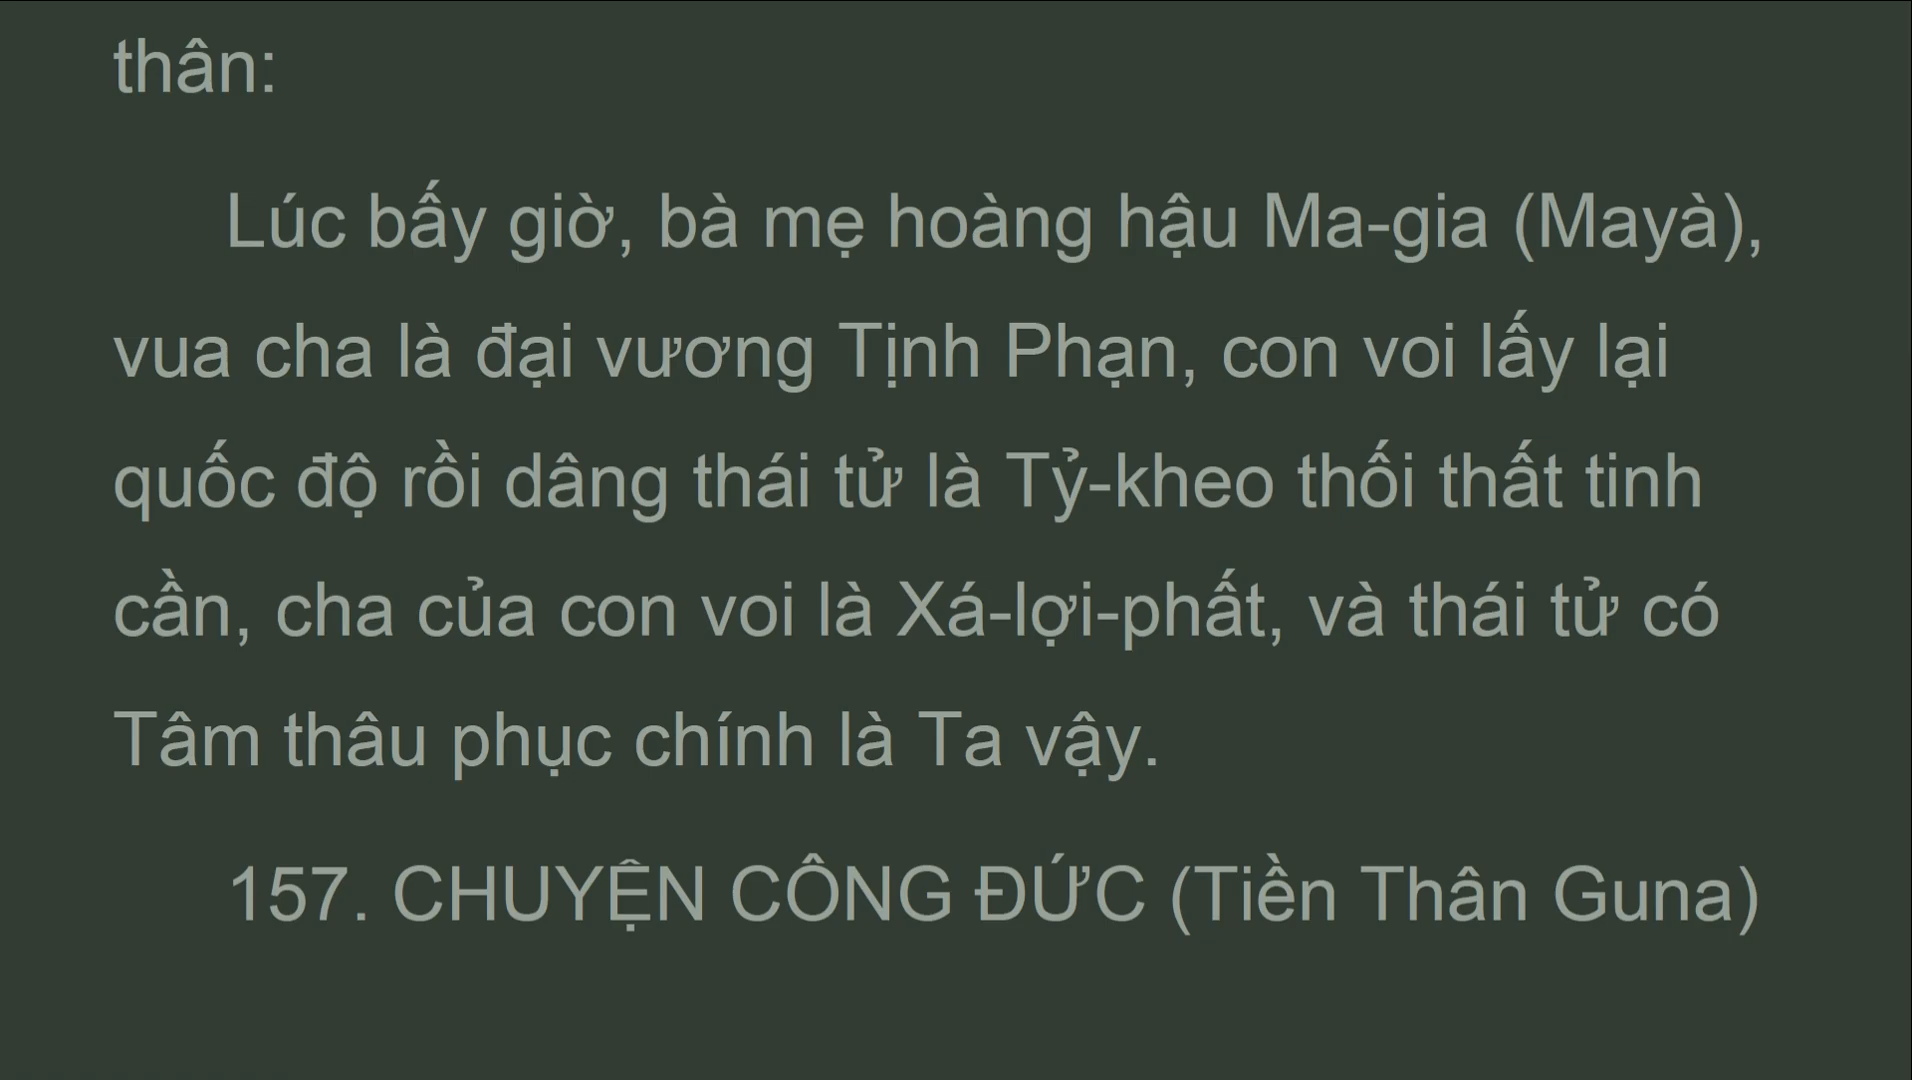 thân:
Lúc bấy giờ, bà mẹ hoàng hậu Ma-gia (Mayà),
vua cha là đại vương Tịnh Phạn, con voi lấy lại
quốc độ rồi dâng thái tử là Tỷ-kheo thối thất tinh
cần, cha của con voi là Xá-lợi-phất, và thái tử có
Tâm thâu phục chính là Ta vậy.
157. CHUYỆN CÔNG ĐỨC (Tiền Thân Guna)